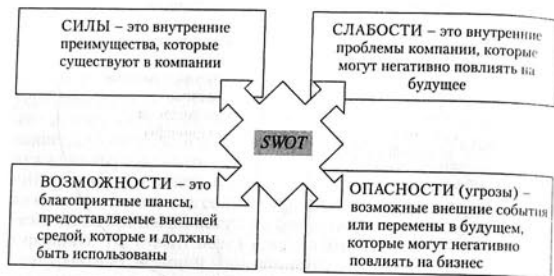 СИЛЫ – это внутренние
преимущества, которые
существуют в компании
СЛАБОСТИ – это внутренние
проблемы компании, которые
могут негативно повлиять на
будущее
SWOT
ВОЗМОЖНОСТИ – это
благоприятные шансы,
предоставляемые внешней
средой, которые и должны
быть использованы
ОПАСНОСТИ (угрозы) –
возможные внешние события
или перемены в будущем,
которые могут негативно
повлиять на бизнес